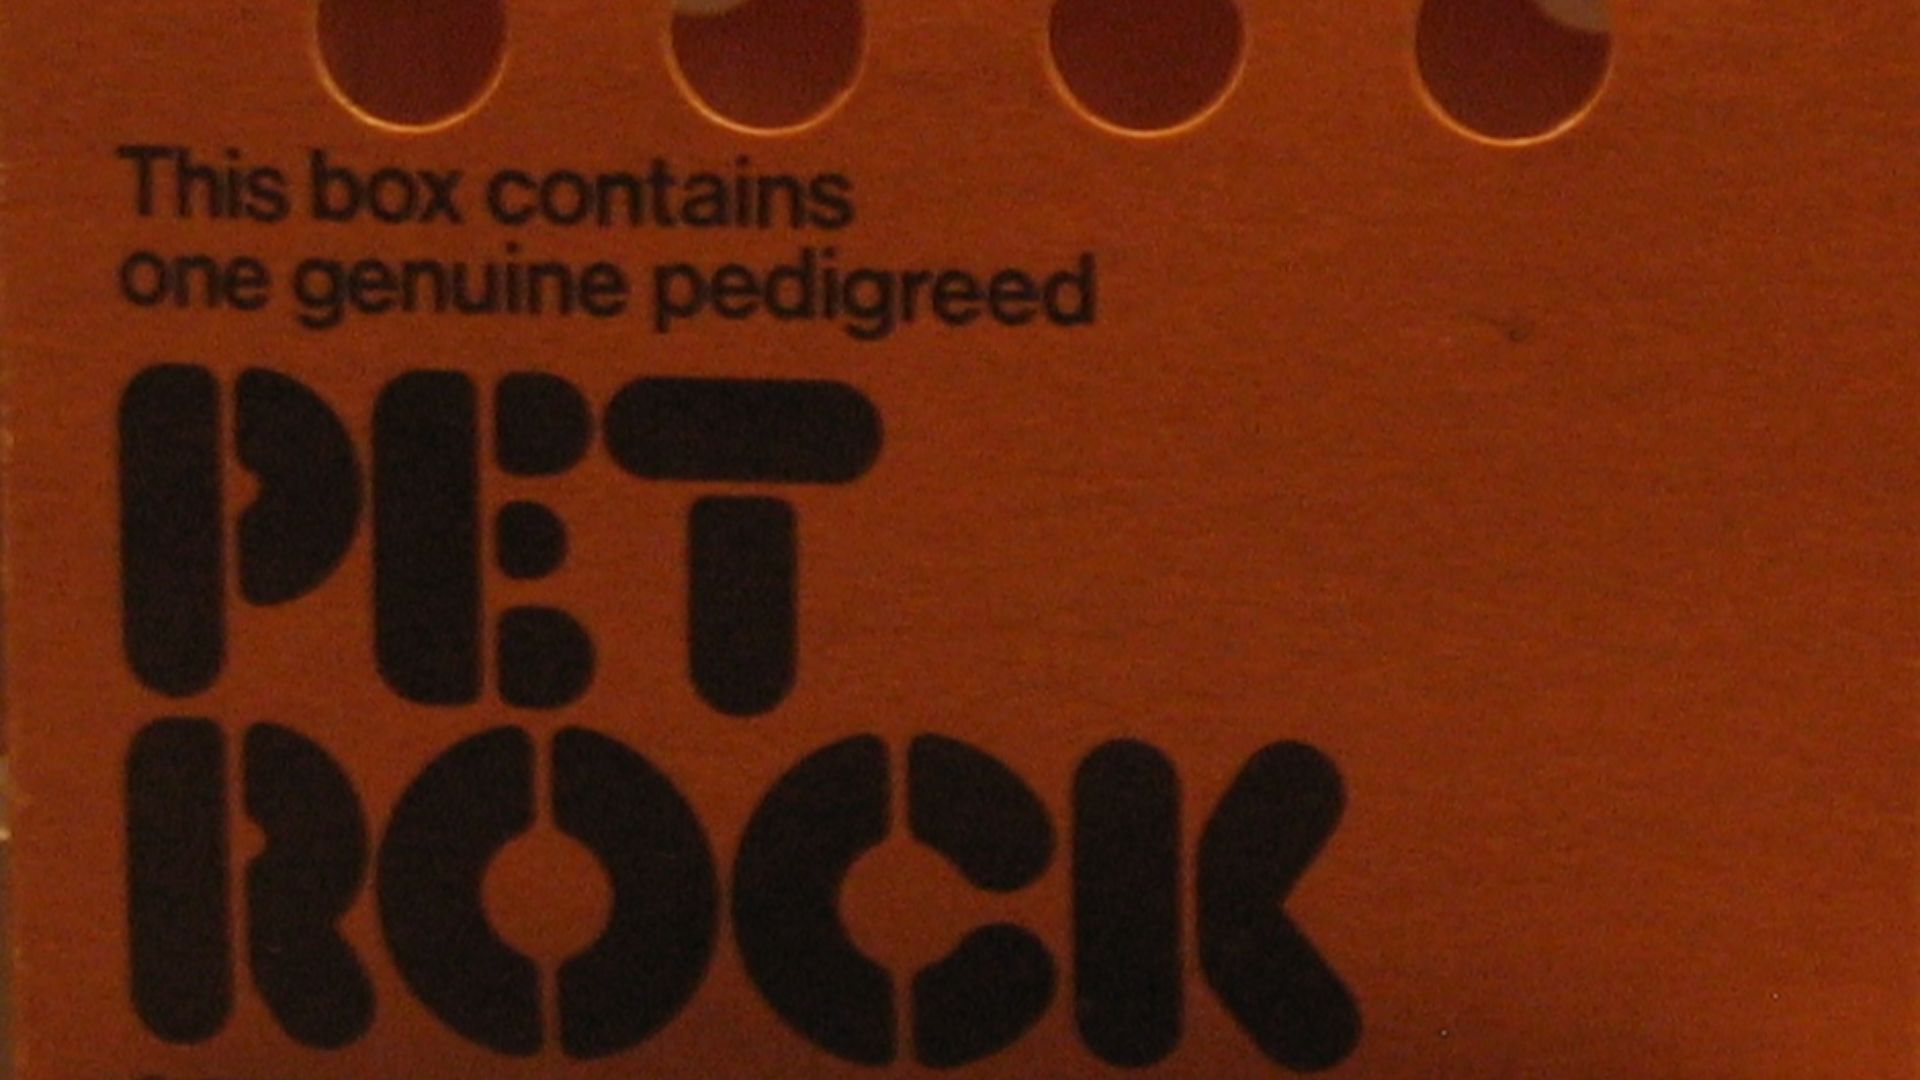 This box contains
one genuine pedigreed
PET
ROCK